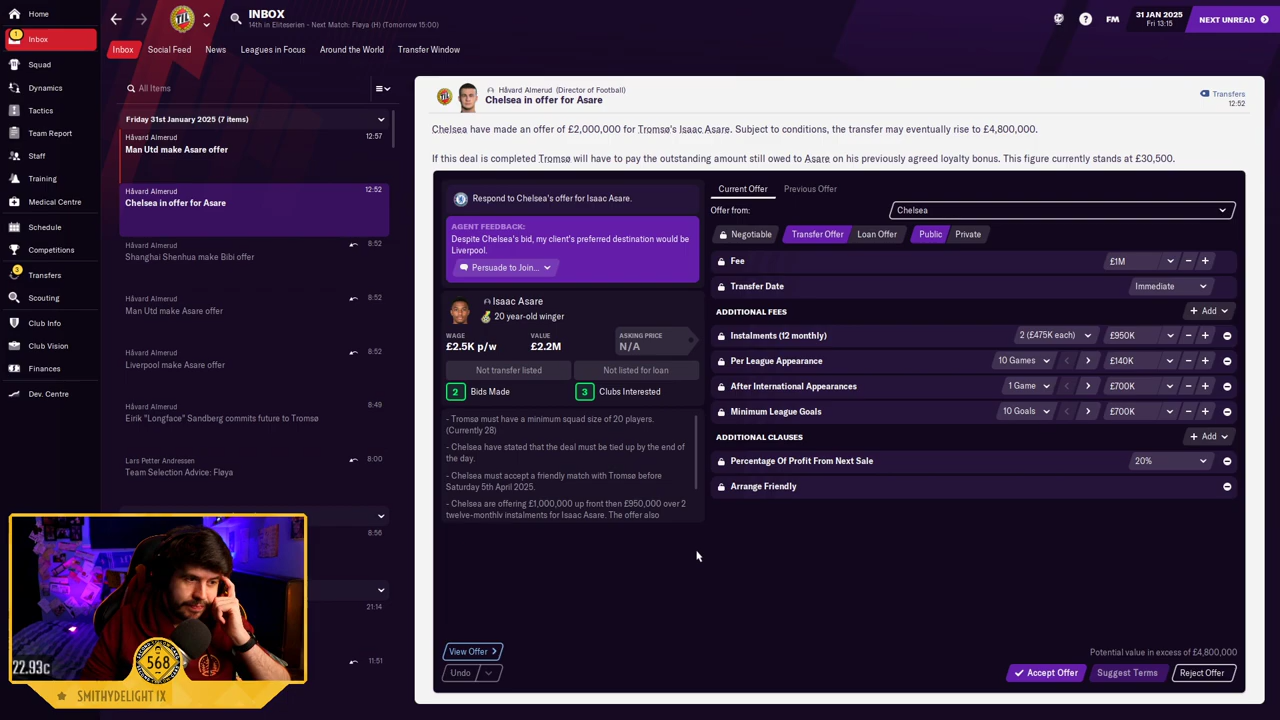 Home
INBOX
14th in Eliteserien - Next Match: Fløya (H) (Tomorrow 15:00)
FM
31 JAN 2025
Fri 13:15
NEXT UNREAD
1
Inbox
Squad
Dynamics
Tactics
Team Report
Staff
Training
Medical Centre
Schedule
Competitions
3
Transfers
Scouting
Club Info
Club Vision
Finances
Dev. Centre
Inbox
Social Feed
News
Leagues in Focus
Around the World
Transfer Window
All Items
Friday 31st January 2025 (7 items)
Håvard Almerud
12:57
Man Utd make Asare offer
Håvard Almerud
12:52
Chelsea in offer for Asare
Håvard Almerud
8:52
Shanghai Shenhua make Bibi offer
Håvard Almerud
8:52
Man Utd make Asare offer
Håvard Almerud
8:52
Liverpool make Asare offer
Håvard Almerud
8:49
Eirik "Longface" Sandberg commits future to Tromsø
Lars Petter Andressen
8:00
Team Selection Advice: Fløya
8:56
21:14
11:51
Håvard Almerud (Director of Football)
Chelsea in offer for Asare
Transfers
12:52
Chelsea have made an offer of £2,000,000 for Tromsø's Isaac Asare. Subject to conditions, the transfer may eventually rise to £4,800,000.
If this deal is completed Tromsø will have to pay the outstanding amount still owed to Asare on his previously agreed loyalty bonus. This figure currently stands at £30,500.
Respond to Chelsea's offer for Isaac Asare.
AGENT FEEDBACK:
Despite Chelsea's bid, my client's preferred destination would be
Liverpool.
Persuade to Join...
Isaac Asare
20 year-old winger
WAGE
£2.5K p/w
VALUE
£2.2M
ASKING PRICE
N/A
Not transfer listed
Not listed for loan
2
Bids Made
3
Clubs Interested
- Tromsø must have a minimum squad size of 20 players.
(Currently 28)
- Chelsea have stated that the deal must be tied up by the end of
the day.
- Chelsea must accept a friendly match with Tromsø before
Saturday 5th April 2025.
- Chelsea are offering £1,000,000 up front then £950,000 over 2
twelve-monthly instalments for Isaac Asare. The offer also
Current Offer
Previous Offer
Offer from:
Chelsea
Negotiable
Transfer Offer
Loan Offer
Public
Private
Fee
£1M
Transfer Date
Immediate
ADDITIONAL FEES
Add
Instalments (12 monthly)
2 (£475K each)
£950K
Per League Appearance
10 Games
£140K
After International Appearances
1 Game
£700K
Minimum League Goals
10 Goals
£700K
ADDITIONAL CLAUSES
Add
Percentage Of Profit From Next Sale
20%
Arrange Friendly
View Offer
Undo
Potential value in excess of £4,800,000
Accept Offer
Suggest Terms
Reject Offer
22.93c
568
SMITHYDELIGHT IX